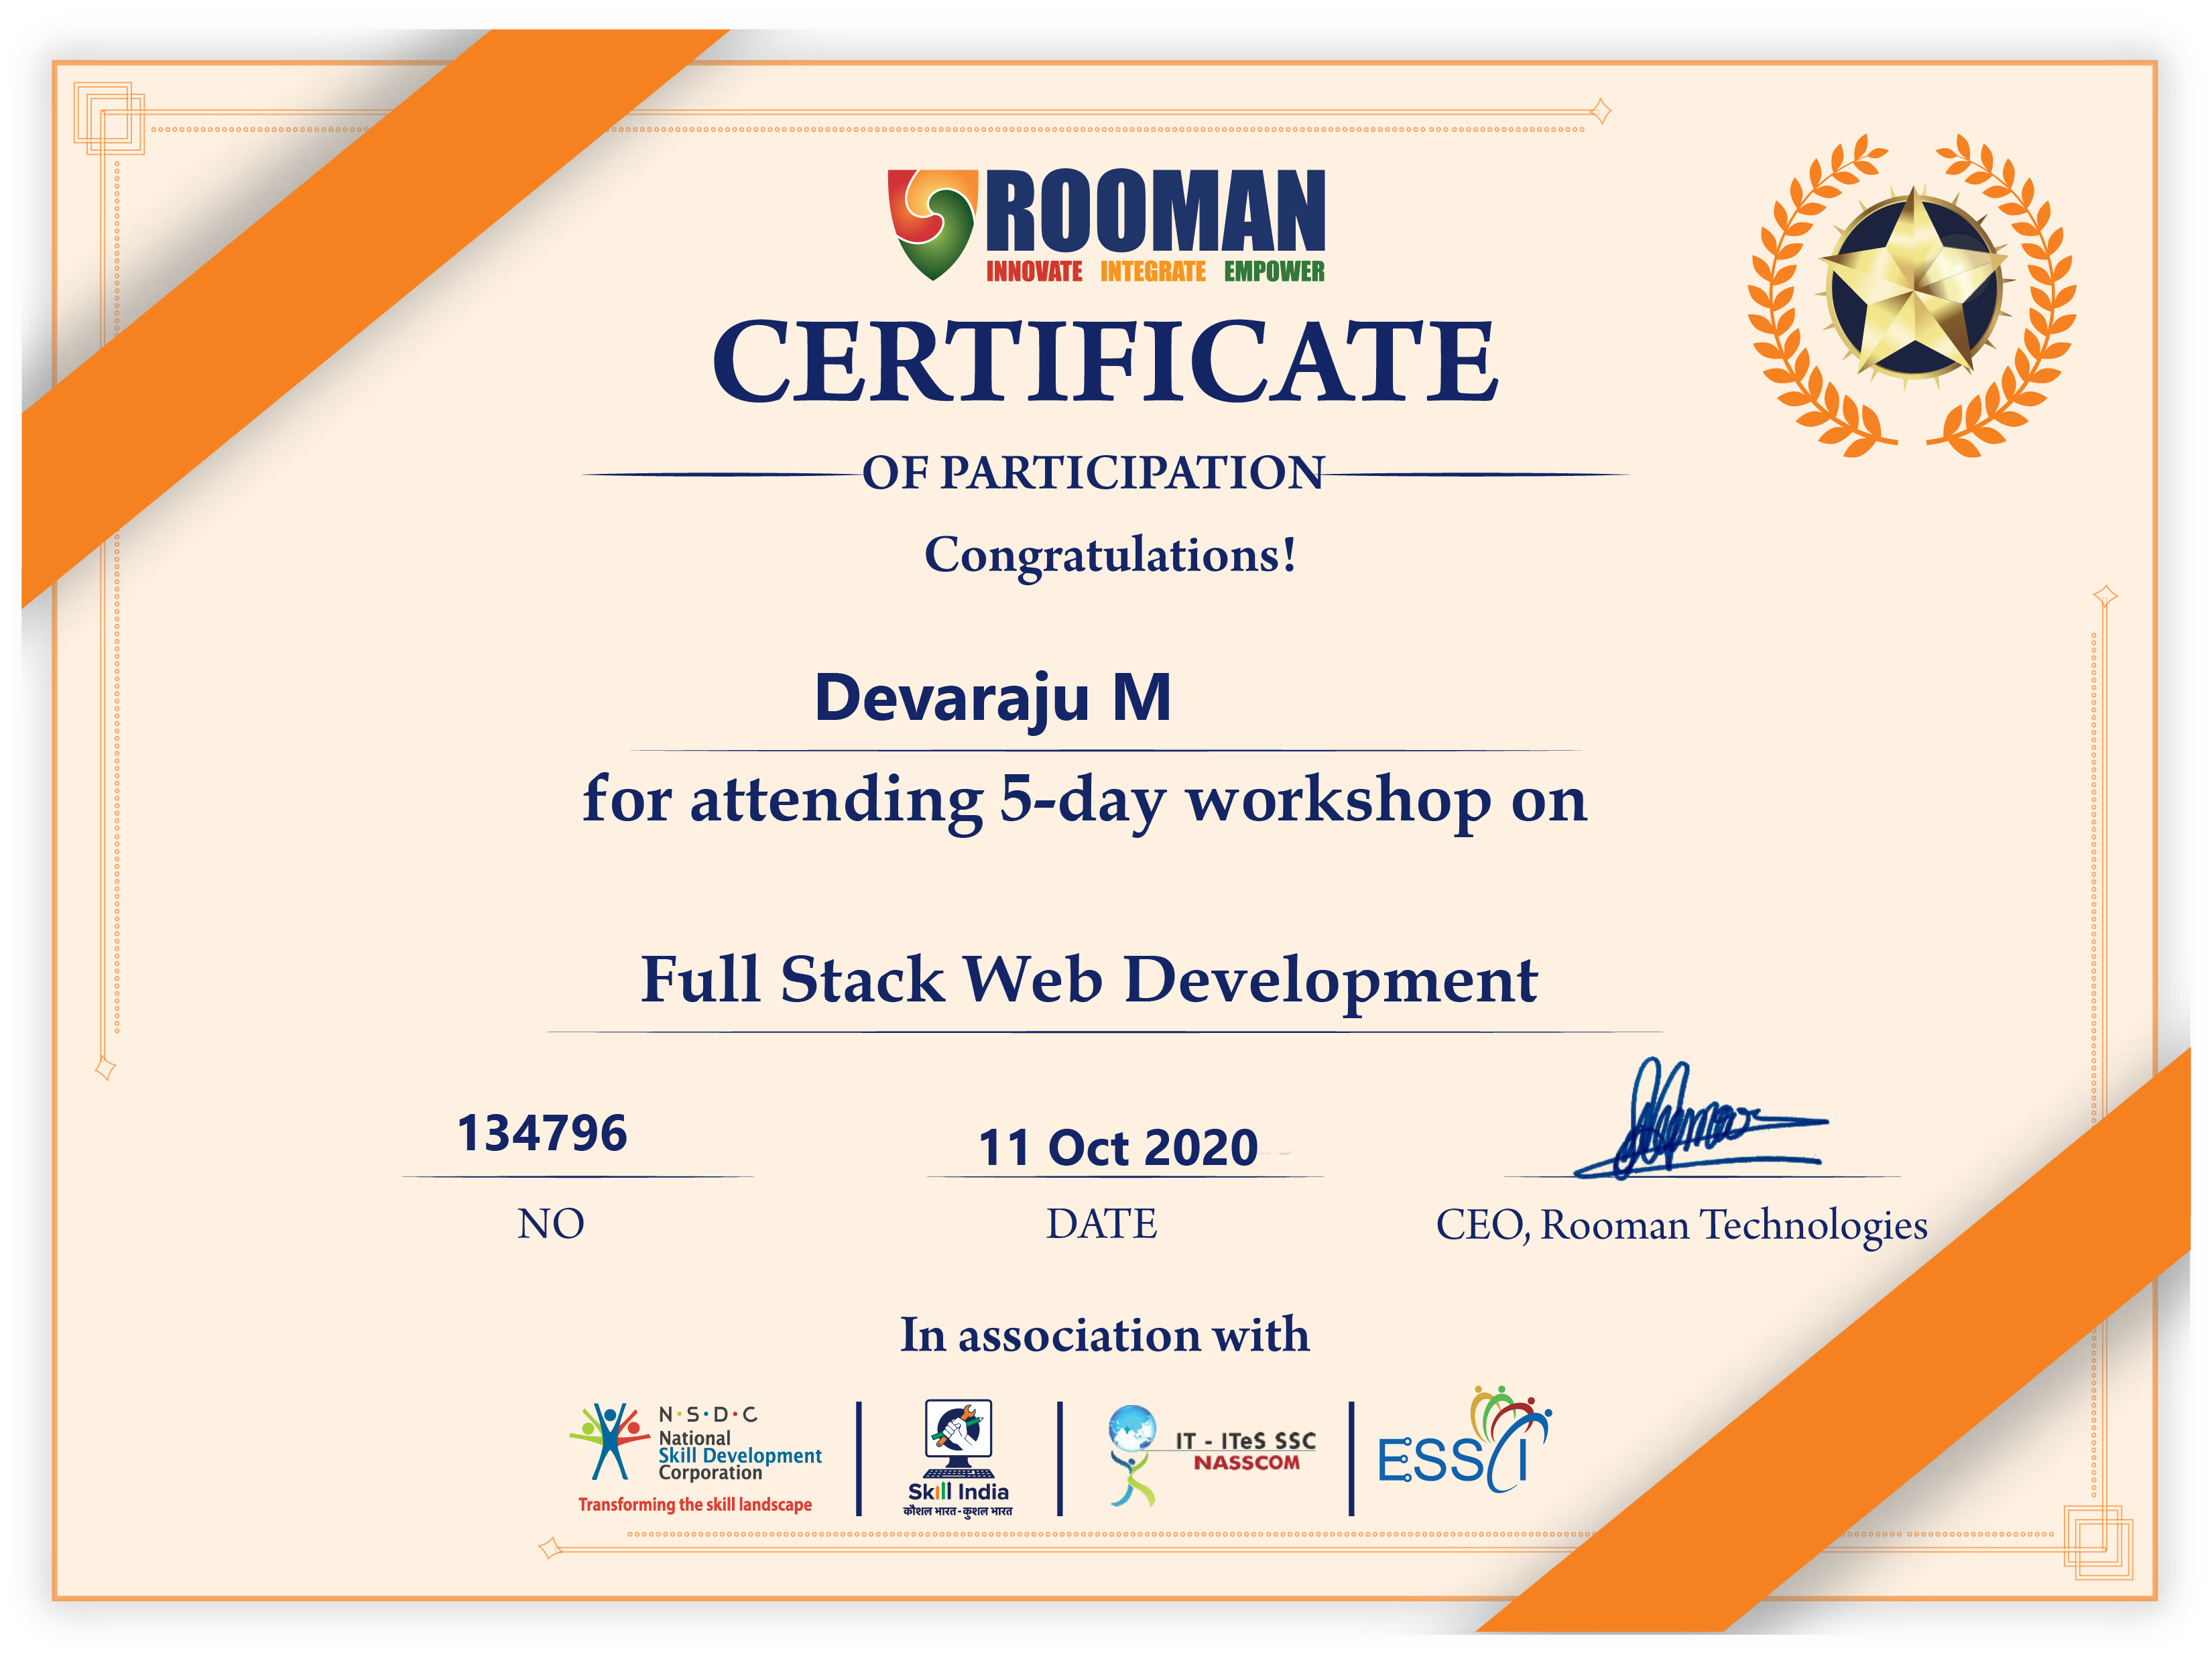 ROOMAN
INNOVATE INTEGRATE EMPOWER
CERTIFICATE
OF PARTICIPATION
Congratulations!
Devaraju M
for attending 5-day workshop on
Full Stack Web Development
134796
11 Oct 2020
NO
DATE
CEO, Rooman Technologies
In association with
N·S·D·C
National
Skill Development
Corporation
Transforming the skill landscape
Skill India
कौशल भारत-कुशल भारत
IT - ITeS SSC
NASSCOM
ESSCI